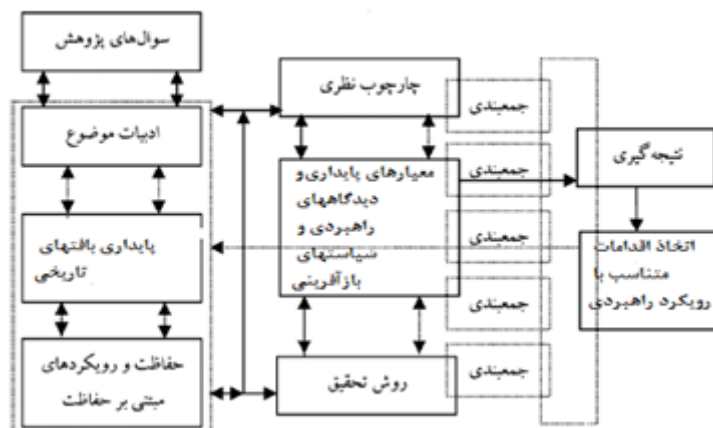 سوال‌های پژوهش
ادبیات موضوع
پایداری بافتهای
تاریخی
حفاظت و رویکردهای
مبتنی بر حفاظت
چارچوب نظری
معیارهای پایداری و
دیدگاههای
راهبردی و
سیاستهای
بازآفرینی
روش تحقیق
جمعبندی
جمعبندی
جمعبندی
جمعبندی
جمعبندی
نتیجه‌گیری
اتخاذ اقدامات
متناسب با
رویکرد راهبردی